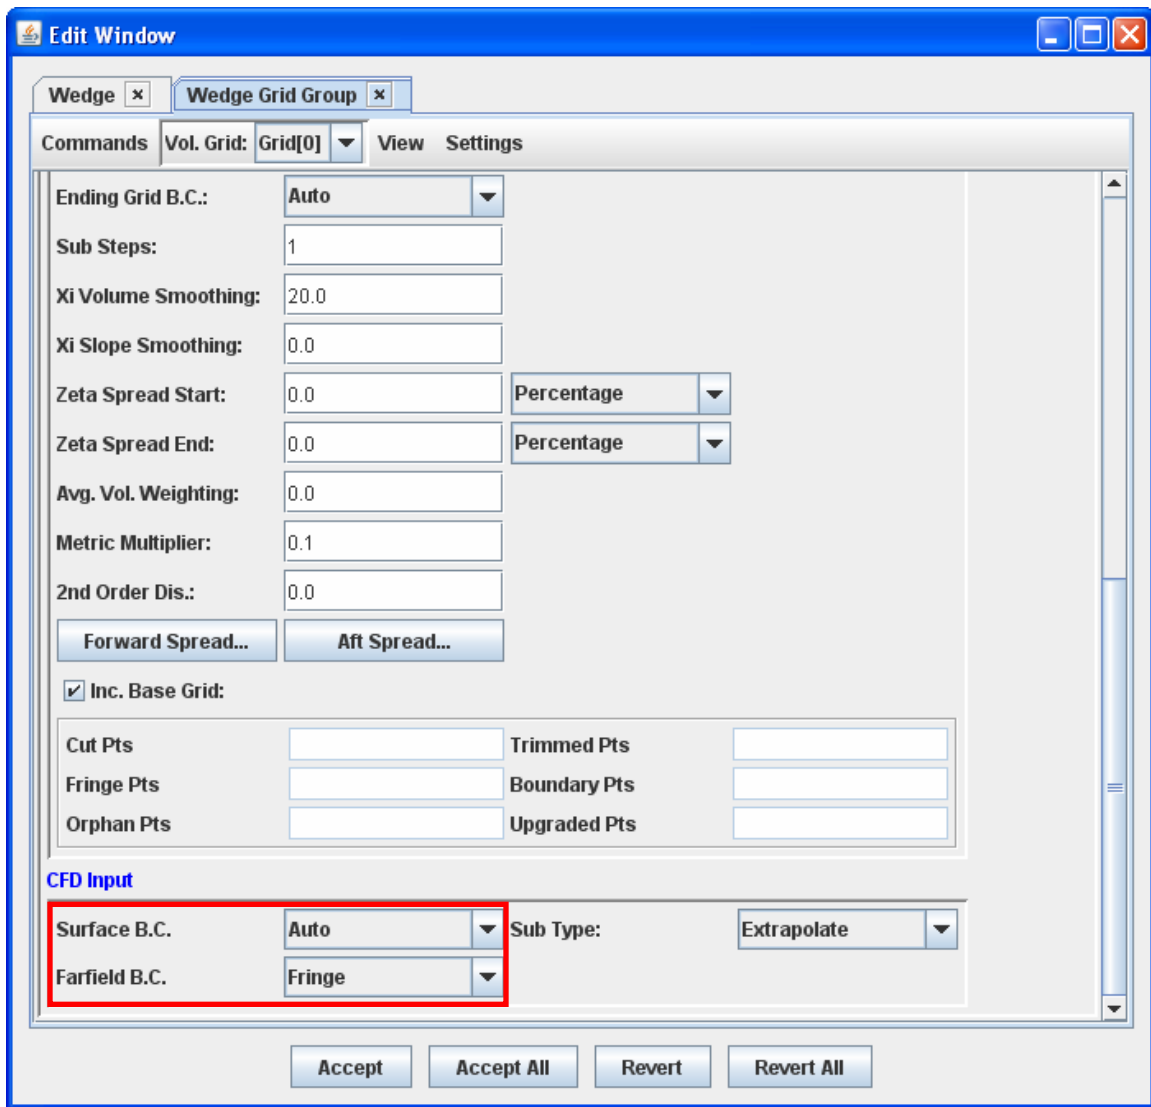 Edit Window
Wedge Wedge Grid Group
Commands Vol. Grid: Grid[0] View Settings
Ending Grid B.C.: Auto
Sub Steps: 1
Xi Volume Smoothing: 20.0
Xi Slope Smoothing: 0.0
Zeta Spread Start: 0.0 Percentage
Zeta Spread End: 0.0 Percentage
Avg. Vol. Weighting: 0.0
Metric Multiplier: 0.1
2nd Order Dis.: 0.0
Forward Spread... Aft Spread...
Inc. Base Grid:
Cut Pts Trimmed Pts
Fringe Pts Boundary Pts
Orphan Pts Upgraded Pts
CFD Input
Surface B.C. Auto Sub Type: Extrapolate
Farfield B.C. Fringe
Accept Accept All Revert Revert All